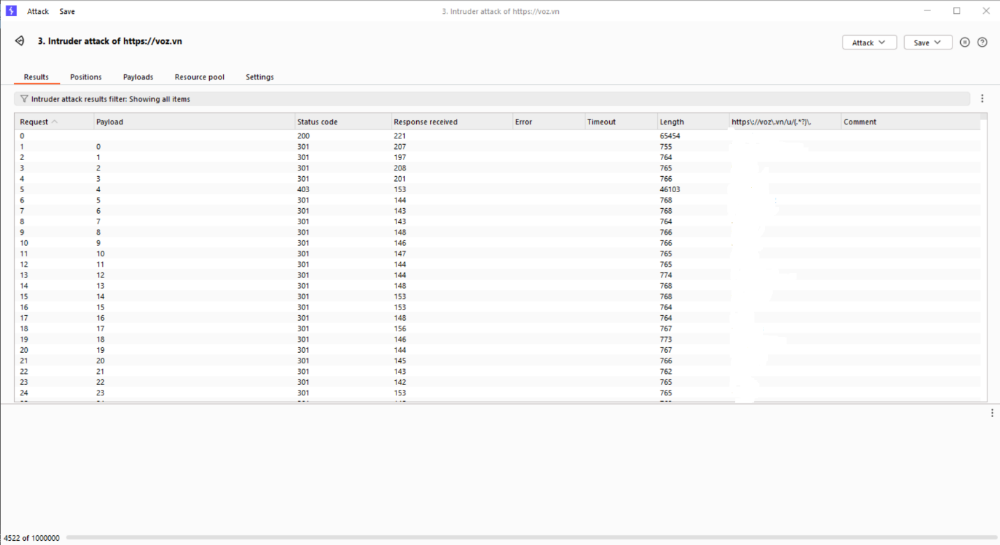 Attack Save 3. Intruder attack of https://voz.vn
3. Intruder attack of https://voz.vn Attack Save
Results Positions Payloads Resource pool Settings
Intruder attack results filter: Showing all items
Request Payload Status code Response received Error Timeout Length https\://voz\.vn/u/(.*?)\. Comment
0 200 221 65454
1 0 301 207 755
2 1 301 197 764
3 2 301 208 765
4 3 301 201 766
5 4 403 153 46103
6 5 301 144 768
7 6 301 143 768
8 7 301 143 764
9 8 301 148 766
10 9 301 146 766
11 10 301 147 765
12 11 301 144 765
13 12 301 144 774
14 13 301 148 768
15 14 301 153 768
16 15 301 153 764
17 16 301 148 764
18 17 301 156 767
19 18 301 146 773
20 19 301 144 767
21 20 301 145 766
22 21 301 143 762
23 22 301 142 765
24 23 301 153 765
4522 of 1000000